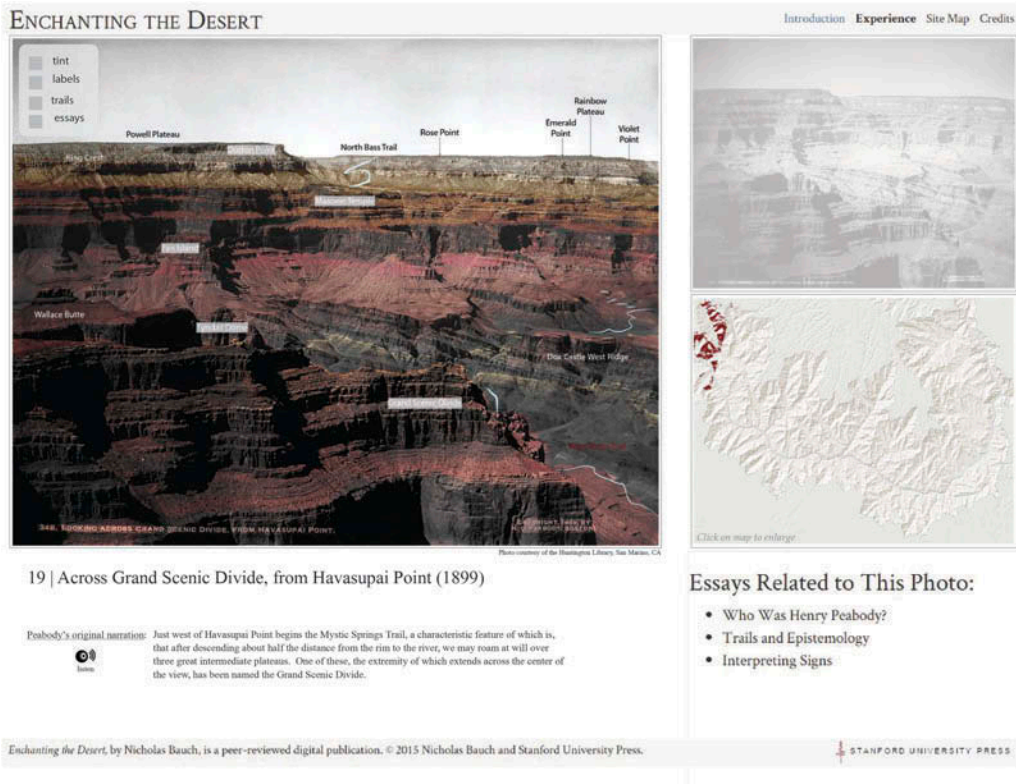 ENCHANTING THE DESERT
Introduction Experience Site Map Credits
tint
labels
trails
essays
Powell Plateau
North Bass Trail
Rose Point
Emerald
Point
Rainbow
Plateau
Violet
Point
King Crest
Masonic Temple
Fan Island
Wallace Butte
Tyndall Dome
Dox Castle West Ridge
Grand Scenic Divide
348. LOOKING ACROSS GRAND SCENIC DIVIDE, FROM HAVASUPAI POINT.
Photo courtesy of the Huntington Library, San Marino, CA
Click on map to enlarge
19 | Across Grand Scenic Divide, from Havasupai Point (1899)
Peabody's original narration:
listen
Just west of Havasupai Point begins the Mystic Springs Trail, a characteristic feature of which is,
that after descending about half the distance from the rim to the river, we may roam at will over
three great intermediate plateaus. One of these, the extremity of which extends across the center of
the view, has been named the Grand Scenic Divide.
Essays Related to This Photo:
• Who Was Henry Peabody?
• Trails and Epistemology
• Interpreting Signs
Enchanting the Desert, by Nicholas Bauch, is a peer-reviewed digital publication. © 2015 Nicholas Bauch and Stanford University Press.
STANFORD UNIVERSITY PRESS